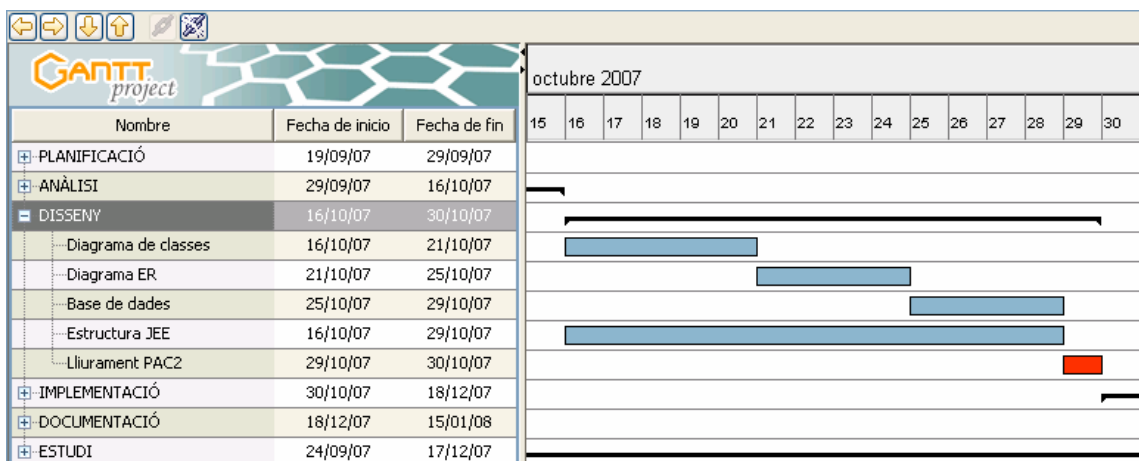 GANTT
project
octubre 2007
Nombre Fecha de inicio Fecha de fin 15 16 17 18 19 20 21 22 23 24 25 26 27 28 29 30
PLANIFICACIÓ 19/09/07 29/09/07
ANÀLISI 29/09/07 16/10/07
DISSENY 16/10/07 30/10/07
Diagrama de classes 16/10/07 21/10/07
Diagrama ER 21/10/07 25/10/07
Base de dades 25/10/07 29/10/07
Estructura JEE 16/10/07 29/10/07
Lliurament PAC2 29/10/07 30/10/07
IMPLEMENTACIÓ 30/10/07 18/12/07
DOCUMENTACIÓ 18/12/07 15/01/08
ESTUDI 24/09/07 17/12/07